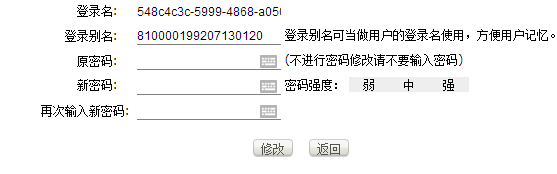 登录名： 548c4c3c-5999-4868-a050
登录别名： 810000199207130120 登录别名可当做用户的登录名使用，方便用户记忆。
原密码： (不进行密码修改请不要输入密码)
新密码： 密码强度： 弱 中 强
再次输入新密码：
修改 返回